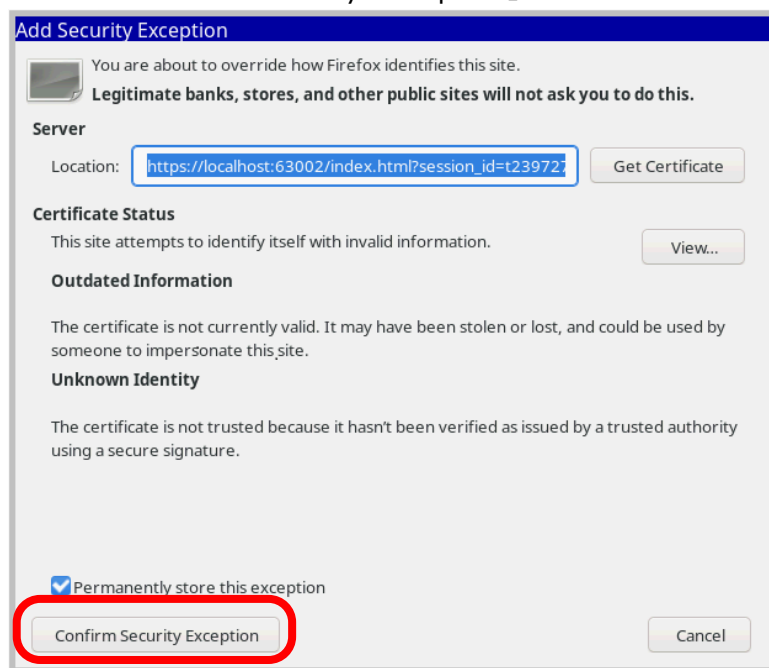 Add Security Exception
You are about to override how Firefox identifies this site.
Legitimate banks, stores, and other public sites will not ask you to do this.
Server
Location: https://localhost:63002/index.html?session_id=t239727 Get Certificate
Certificate Status
This site attempts to identify itself with invalid information. View...
Outdated Information
The certificate is not currently valid. It may have been stolen or lost, and could be used by
someone to impersonate this site.
Unknown Identity
The certificate is not trusted because it hasn't been verified as issued by a trusted authority
using a secure signature.
Permanently store this exception
Confirm Security Exception Cancel